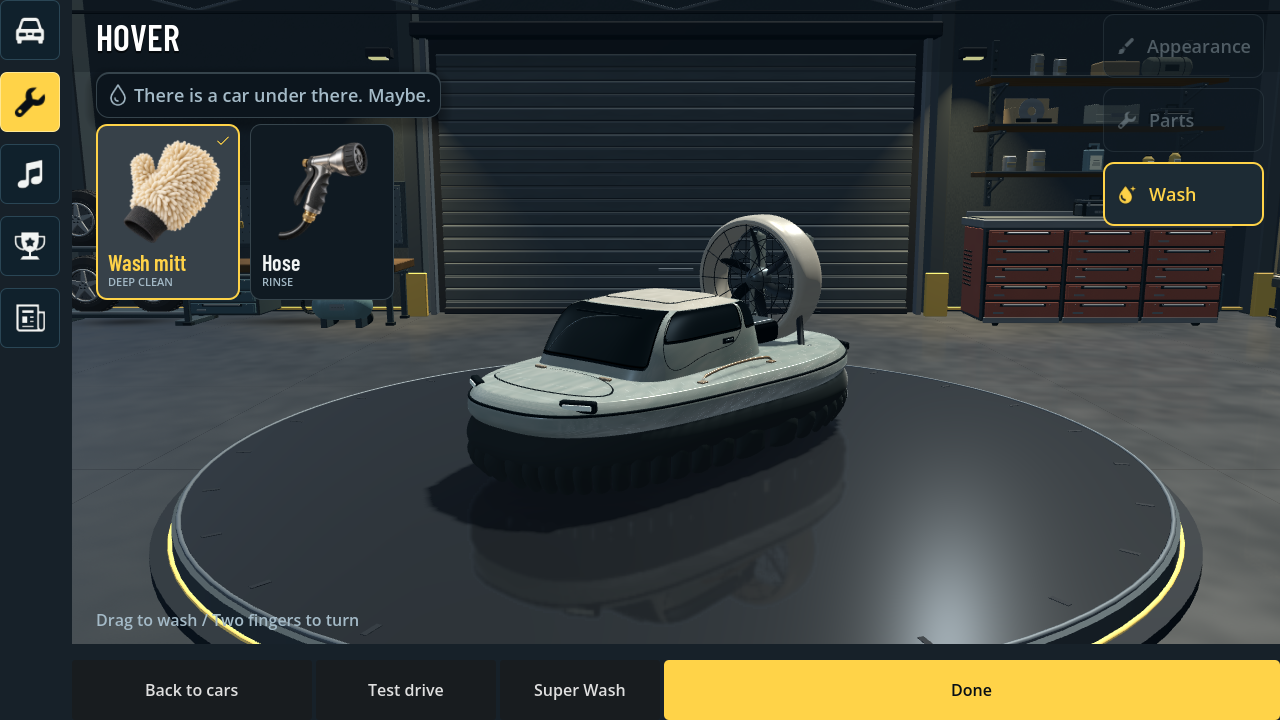 HOVER
There is a car under there. Maybe.
Wash mitt
DEEP CLEAN
Hose
RINSE
Appearance
Parts
Wash
Drag to wash / Two fingers to turn
Back to cars
Test drive
Super Wash
Done